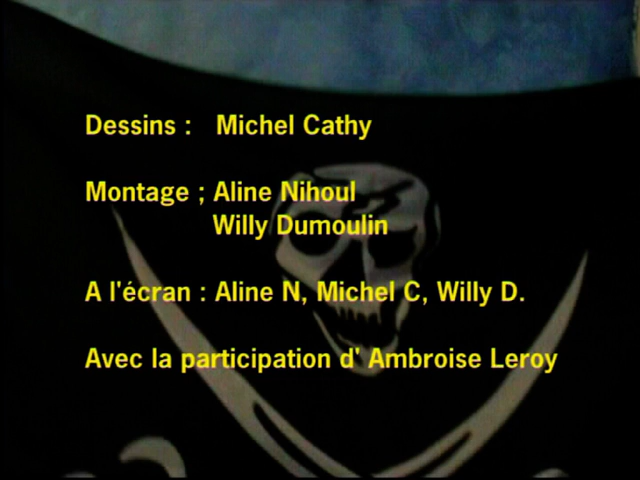 Dessins : Michel Cathy
Montage ; Aline Nihoul
Willy Dumoulin
A l'écran : Aline N, Michel C, Willy D.
Avec la participation d' Ambroise Leroy